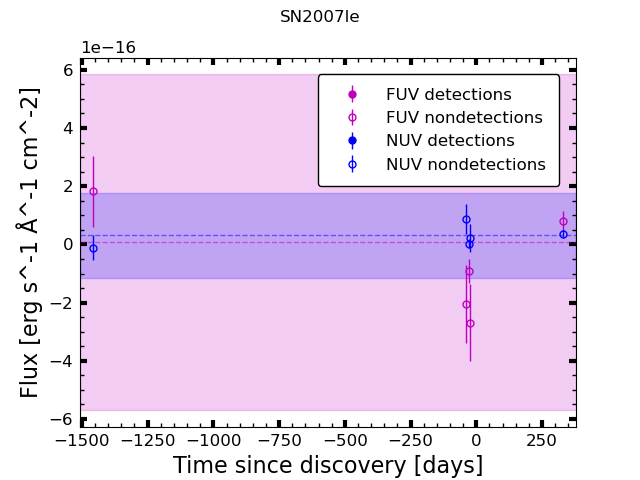 SN2007le
1e−16
6
4
2
0
−2
−4
−6
Flux [erg s^-1 Å^-1 cm^-2]
FUV detections
FUV nondetections
NUV detections
NUV nondetections
−1500 −1250 −1000 −750 −500 −250 0 250
Time since discovery [days]